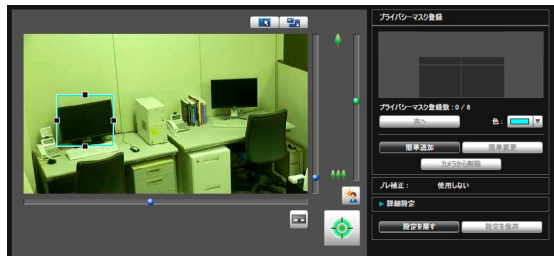 プライバシーマスク登録
プライバシーマスク登録数 : 0 / 8
次へ
色 :
簡単追加
簡単変更
カメラから削除
ブレ補正 : 使用しない
詳細設定
設定を戻す
設定を保存